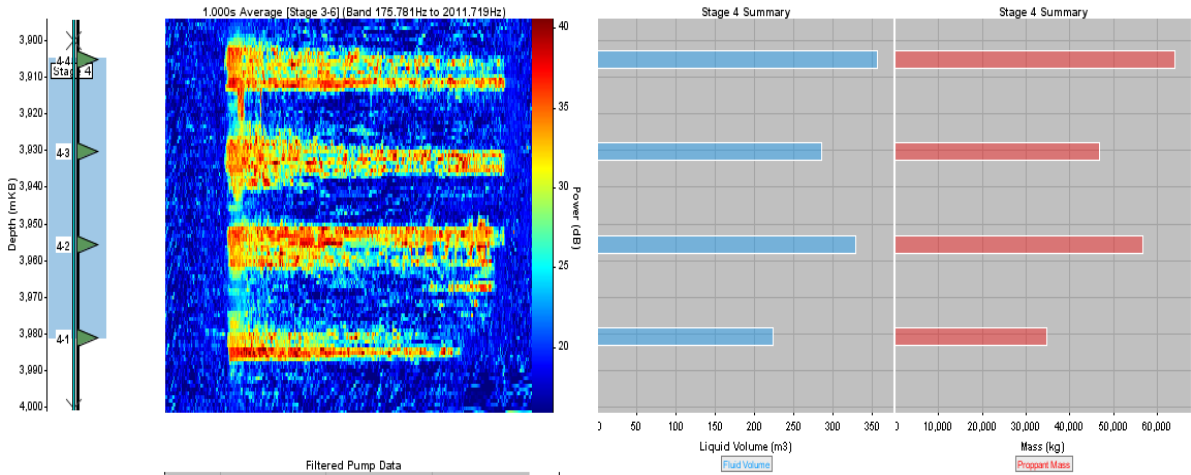 1.000s Average [Stage 3-6] (Band 175.781Hz to 2011.719Hz)
Stage 4 Summary
Stage 4 Summary
Depth (mKB)
3,900
3,910
3,920
3,930
3,940
3,950
3,960
3,970
3,980
3,990
4,000
4-4
Stage 4
4-3
4-2
4-1
40
35
30
25
20
Power (dB)
0 50 100 150 200 250 300 350
Liquid Volume (m3)
Fluid Volume
0 10,000 20,000 30,000 40,000 50,000 60,000
Mass (kg)
Proppant Mass
Filtered Pump Data